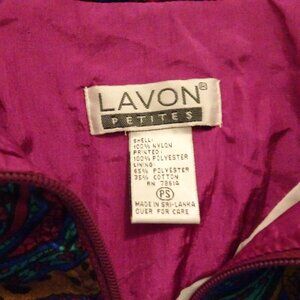 LAVON®
PETITES
SHELL:
100% NYLON
PRINTED:
100% POLYESTER
LINING:
65% POLYESTER
35% COTTON
RN 79614
PS
MADE IN SRI-LANKA
OVER FOR CARE